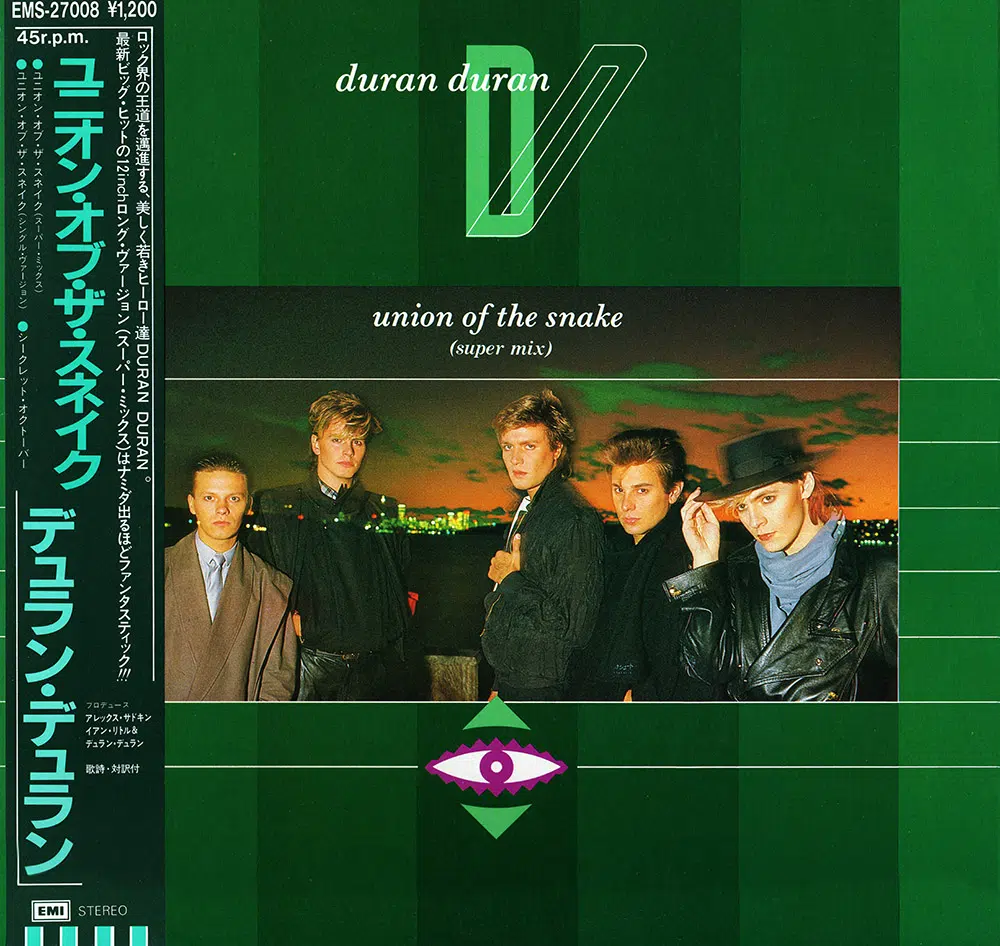 EMS-27008 ¥1,200
45r.p.m.
ロック界の王道を邁進する、美しく若きヒーロー達DURAN DURAN。
最新ビッグ・ヒットの12inchロング・ヴァージョン(スーパー・ミックス)はナミダ出るほどファンタスティック!!!
ユニオン・オブ・ザ・スネイク
デュラン・デュラン
●ユニオン・オブ・ザ・スネイク(スーパー・ミックス)
●ユニオン・オブ・ザ・スネイク(シングル・ヴァージョン)
●シークレット・オクトーバー
プロデュース
アレックス・サドキン
イアン・リトル&
デュラン・デュラン
歌詩・対訳付
EMI STEREO
duran duran
union of the snake
(super mix)